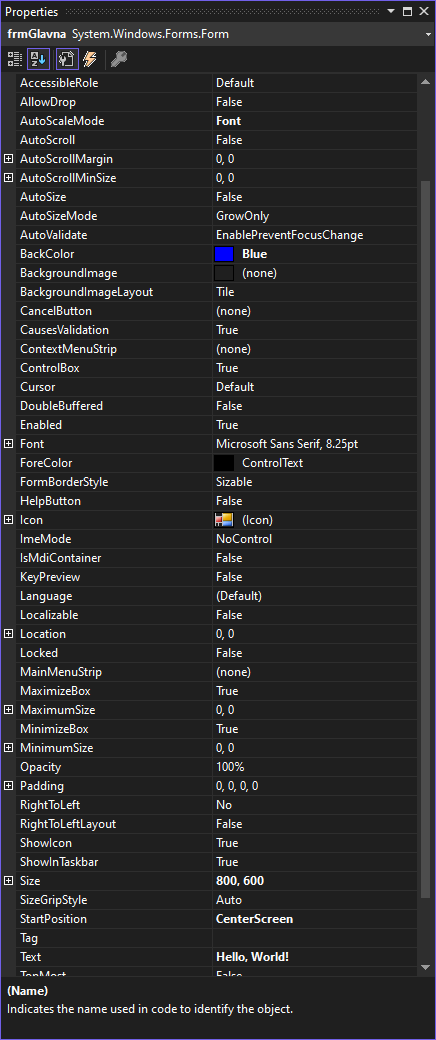 Properties
frmGlavna System.Windows.Forms.Form
AccessibleRole Default
AllowDrop False
AutoScaleMode Font
AutoScroll False
AutoScrollMargin 0, 0
AutoScrollMinSize 0, 0
AutoSize False
AutoSizeMode GrowOnly
AutoValidate EnablePreventFocusChange
BackColor Blue
BackgroundImage (none)
BackgroundImageLayout Tile
CancelButton (none)
CausesValidation True
ContextMenuStrip (none)
ControlBox True
Cursor Default
DoubleBuffered False
Enabled True
Font Microsoft Sans Serif, 8.25pt
ForeColor ControlText
FormBorderStyle Sizable
HelpButton False
Icon (Icon)
ImeMode NoControl
IsMdiContainer False
KeyPreview False
Language (Default)
Localizable False
Location 0, 0
Locked False
MainMenuStrip (none)
MaximizeBox True
MaximumSize 0, 0
MinimizeBox True
MinimumSize 0, 0
Opacity 100%
Padding 0, 0, 0, 0
RightToLeft No
RightToLeftLayout False
ShowIcon True
ShowInTaskbar True
Size 800, 600
SizeGripStyle Auto
StartPosition CenterScreen
Tag
Text Hello, World!
TopMost False
(Name)
Indicates the name used in code to identify the object.